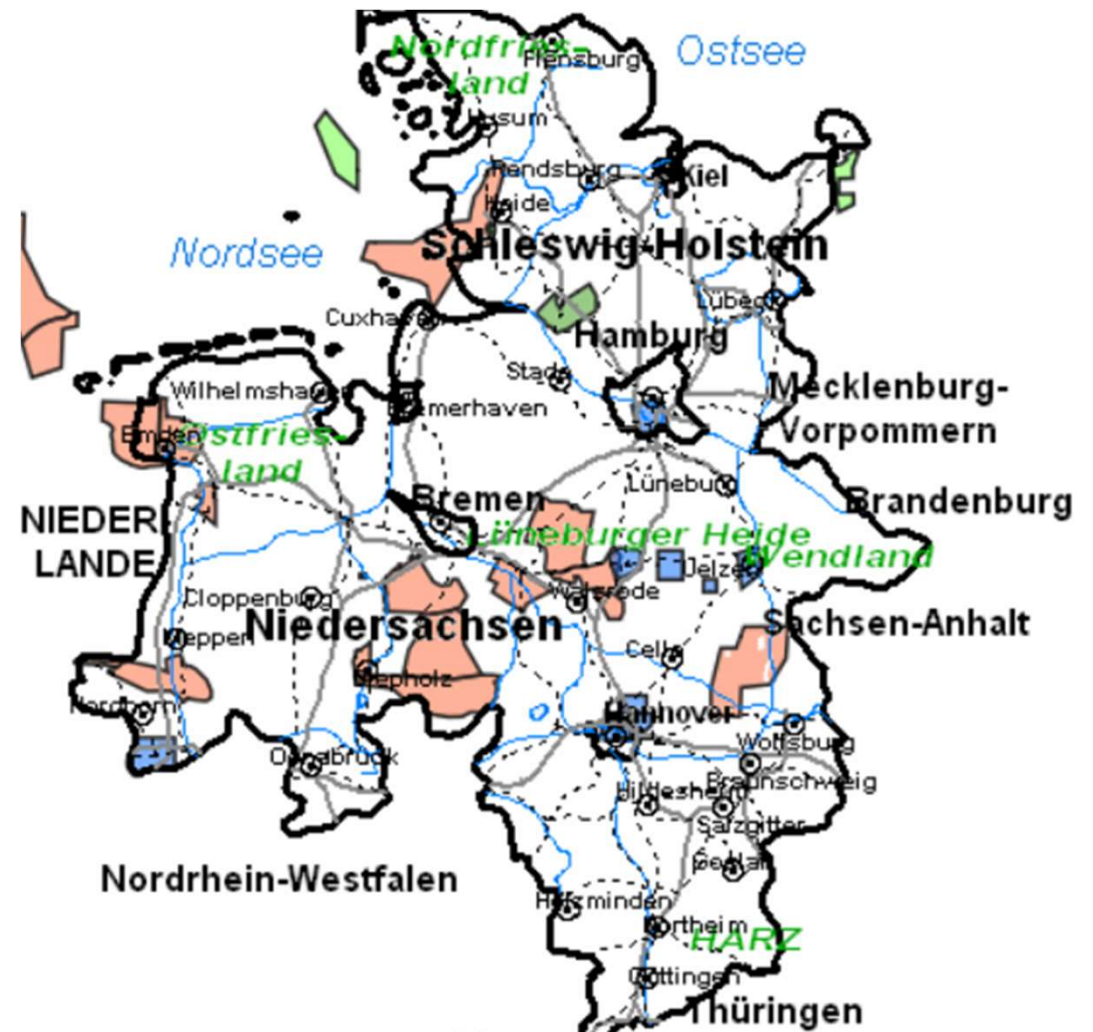 Nordfries-
land
Flensburg
Ostsee
Husum
Rendsburg
Kiel
Heide
Schleswig-Holstein
Nordsee
Lübeck
Cuxhaven
Hamburg
Stade
Wilhelmshaven
Bremerhaven
Mecklenburg-
Vorpommern
Emden
Ostfries-
land
Lüneburg
Bremen
Brandenburg
NIEDER
LANDE
Lüneburger Heide
Wendland
Uelzen
Walsrode
Cloppenburg
Niedersachsen
Sachsen-Anhalt
Meppen
Celle
Diepholz
Nordhorn
Hannover
Wolfsburg
Osnabrück
Braunschweig
Hildesheim
Salzgitter
Goslar
Nordrhein-Westfalen
Holzminden
Northeim
HARZ
Göttingen
Thüringen